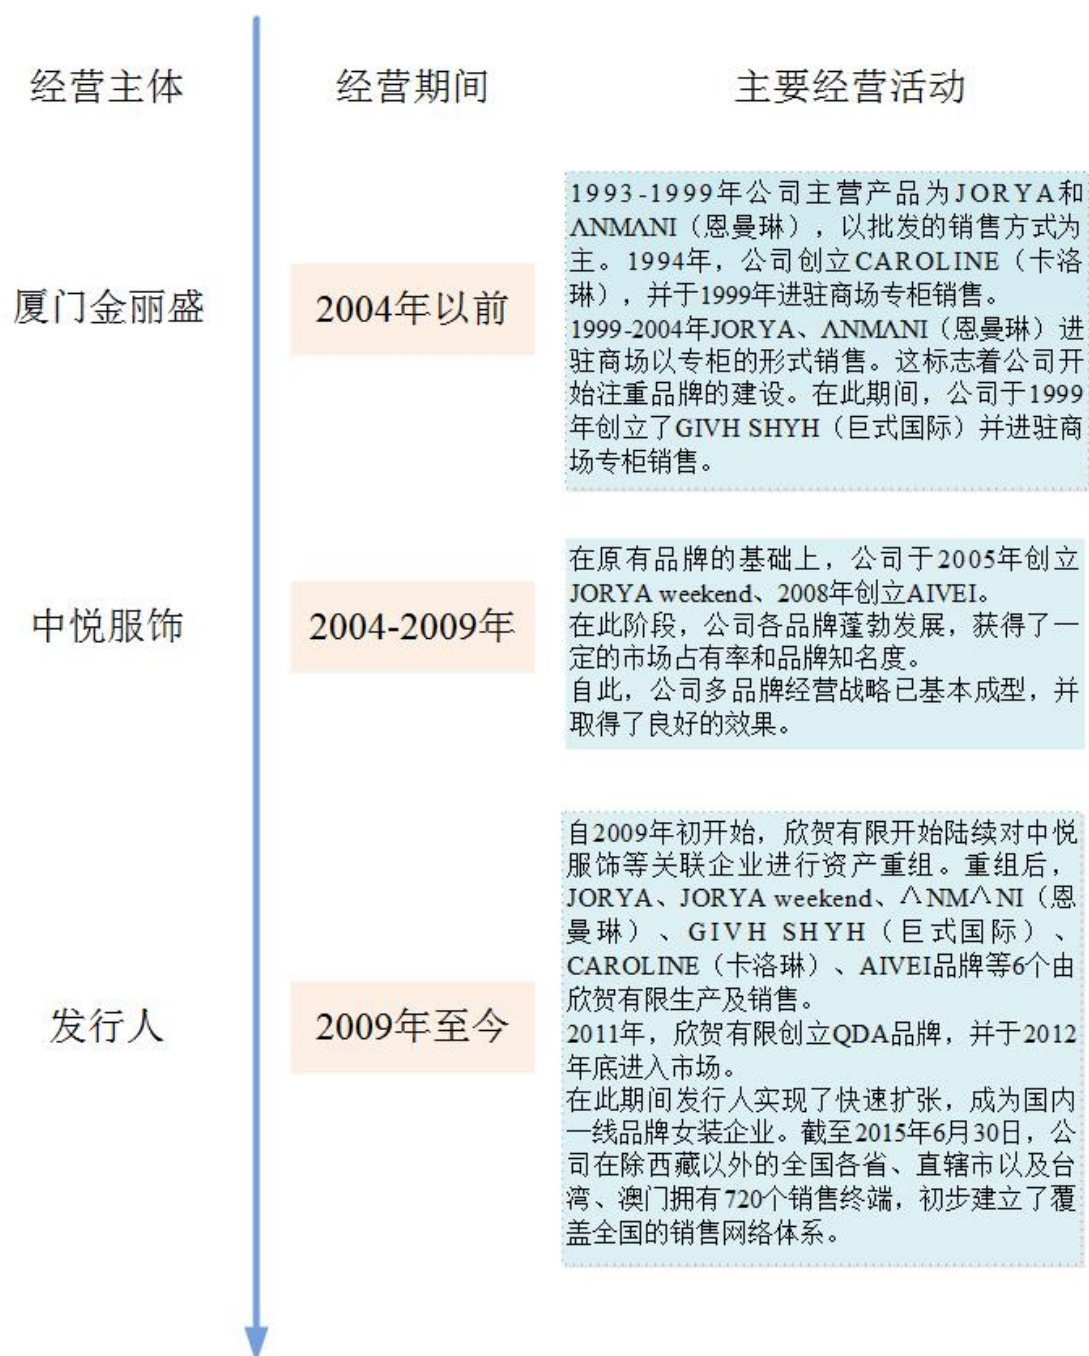 经营主体
经营期间
主要经营活动
厦门金丽盛
2004年以前
1993-1999年公司主营产品为JORYA和
ΛNMΛNI（恩曼琳），以批发的销售方式为
主。1994年，公司创立CAROLINE（卡洛
琳），并于1999年进驻商场专柜销售。
1999-2004年JORYA、ΛNMΛNI（恩曼琳）进
驻商场以专柜的形式销售。这标志着公司开
始注重品牌的建设。在此期间，公司于1999
年创立了GIVH SHYH（巨式国际）并进驻商
场专柜销售。
中悦服饰
2004-2009年
在原有品牌的基础上，公司于2005年创立
JORYA weekend、2008年创立AIVEI。
在此阶段，公司各品牌蓬勃发展，获得了一
定的市场占有率和品牌知名度。
自此，公司多品牌经营战略已基本成型，并
取得了良好的效果。
发行人
2009年至今
自2009年初开始，欣贺有限开始陆续对中悦
服饰等关联企业进行资产重组。重组后，
JORYA、JORYA weekend、ΛNMΛNI（恩
曼琳）、GIVH SHYH（巨式国际）、
CAROLINE（卡洛琳）、AIVEI品牌等6个由
欣贺有限生产及销售。
2011年，欣贺有限创立QDA品牌，并于2012
年底进入市场。
在此期间发行人实现了快速扩张，成为国内
一线品牌女装企业。截至2015年6月30日，公
司在除西藏以外的全国各省、直辖市以及台
湾、澳门拥有720个销售终端，初步建立了覆
盖全国的销售网络体系。